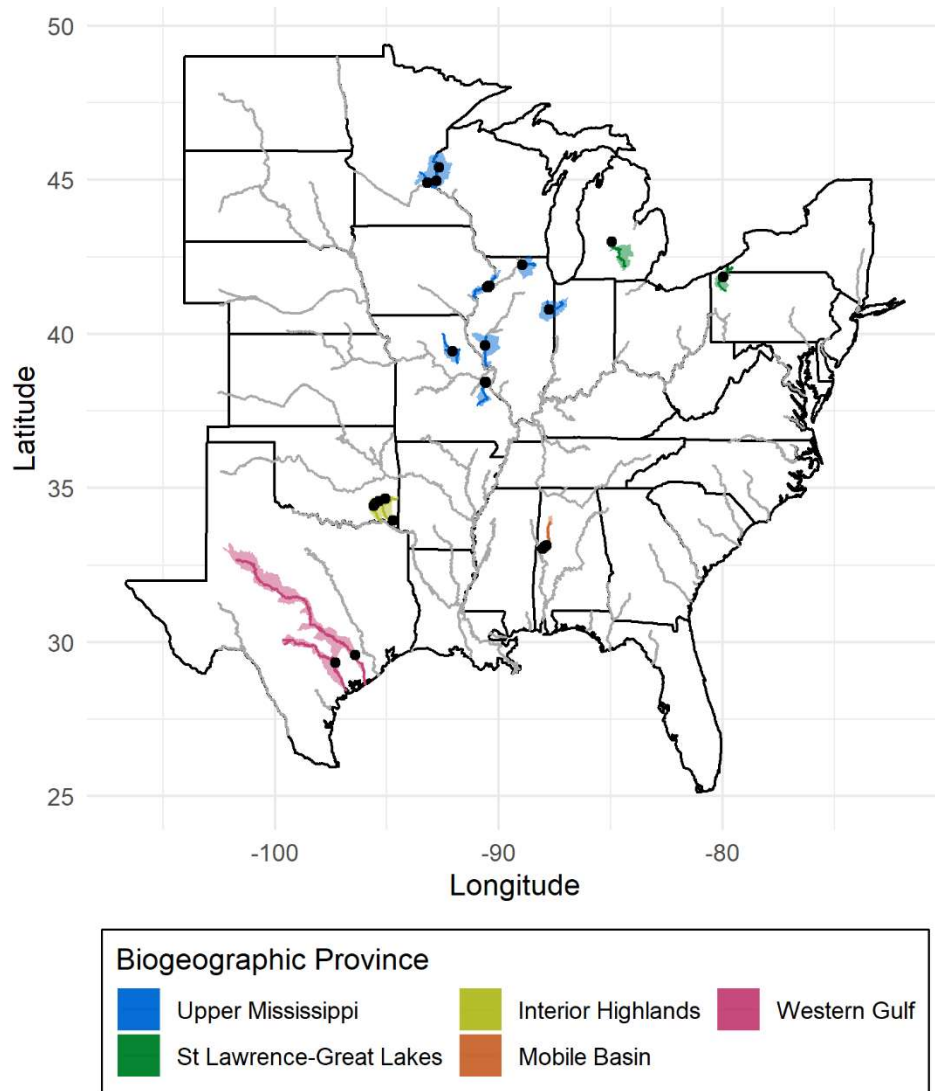 50
45
40
35
30
25
Latitude
-100
-90
-80
Longitude
Biogeographic Province
Upper Mississippi
Interior Highlands
Western Gulf
St Lawrence-Great Lakes
Mobile Basin